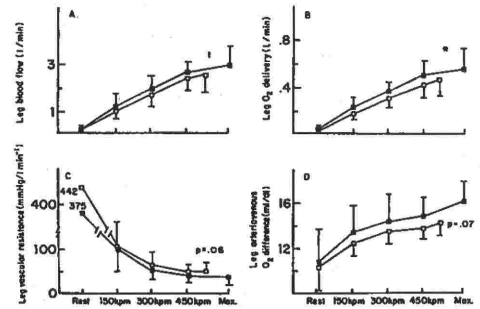 A.
Leg blood flow (l/min)
3
1
†
B.
Leg O₂ delivery (l/min)
.8
.4
*
C
Leg vascular resistance (mmHg/l min⁻¹)
442
400
375
100
0
p=.06
Rest 150kpm 300kpm 450kpm Max.
D
Leg arteriovenous
O₂ difference (ml/dl)
16
12
p=.07
Rest 150kpm 300kpm 450kpm Max.